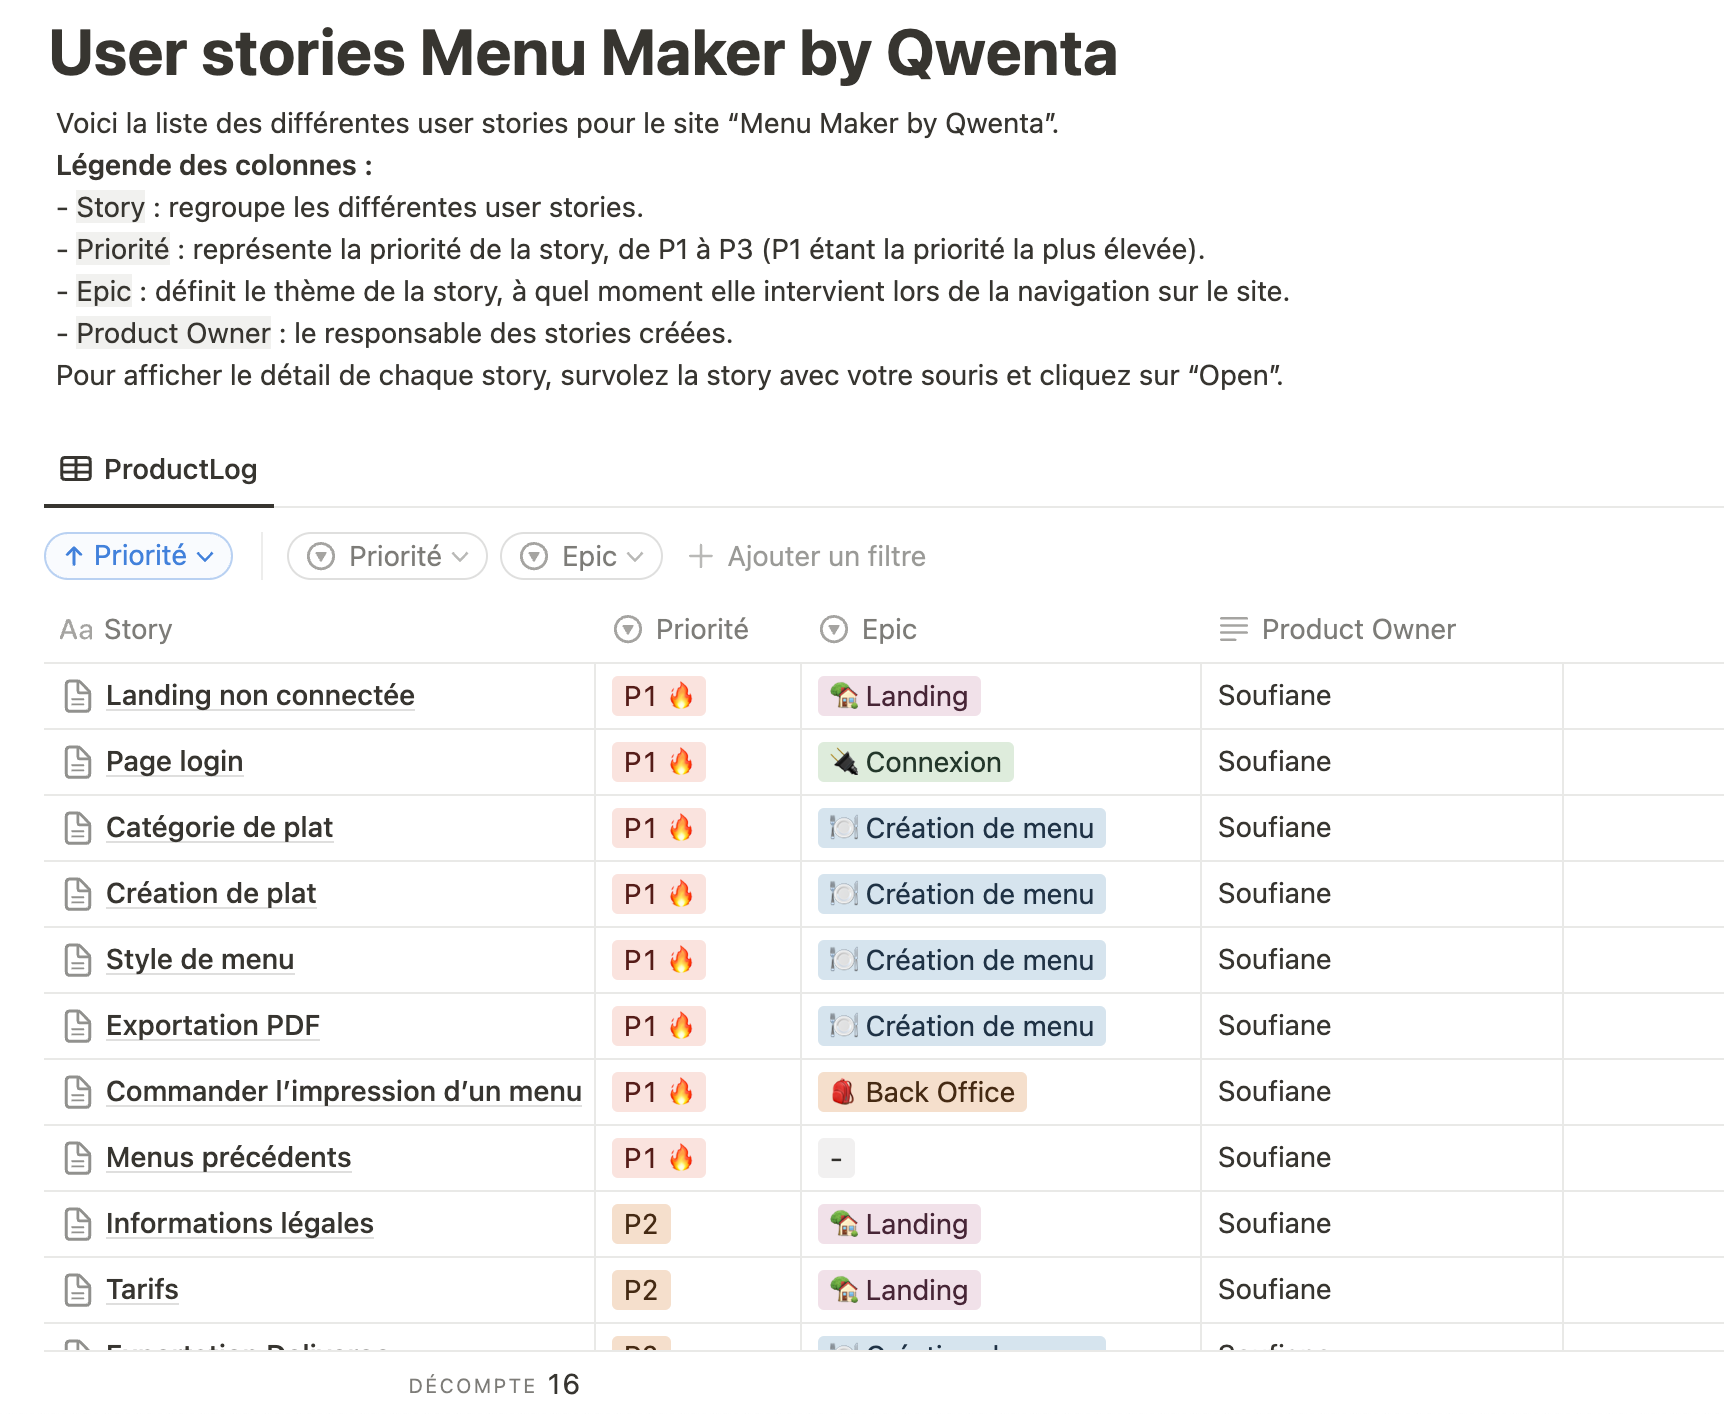 User stories Menu Maker by Qwenta
Voici la liste des différentes user stories pour le site “Menu Maker by Qwenta”.
Légende des colonnes :
- Story : regroupe les différentes user stories.
- Priorité : représente la priorité de la story, de P1 à P3 (P1 étant la priorité la plus élevée).
- Epic : définit le thème de la story, à quel moment elle intervient lors de la navigation sur le site.
- Product Owner : le responsable des stories créées.
Pour afficher le détail de chaque story, survolez la story avec votre souris et cliquez sur “Open”.
ProductLog
↑ Priorité Priorité Epic + Ajouter un filtre
Aa Story Priorité Epic Product Owner
Landing non connectée P1 🔥 🏡 Landing Soufiane
Page login P1 🔥 🔌 Connexion Soufiane
Catégorie de plat P1 🔥 🍽️ Création de menu Soufiane
Création de plat P1 🔥 🍽️ Création de menu Soufiane
Style de menu P1 🔥 🍽️ Création de menu Soufiane
Exportation PDF P1 🔥 🍽️ Création de menu Soufiane
Commander l’impression d’un menu P1 🔥 🎒 Back Office Soufiane
Menus précédents P1 🔥 - Soufiane
Informations légales P2 🏡 Landing Soufiane
Tarifs P2 🏡 Landing Soufiane
DÉCOMPTE 16